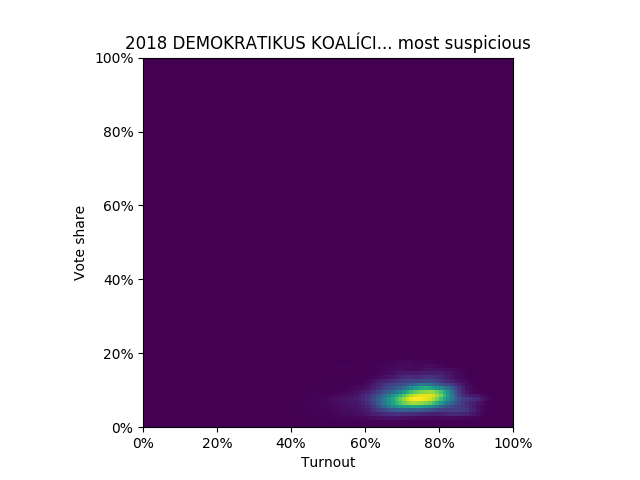 2018 DEMOKRATIKUS KOALÍCI... most suspicious
100%
80%
60%
40%
20%
0%
Vote share
0% 20% 40% 60% 80% 100%
Turnout